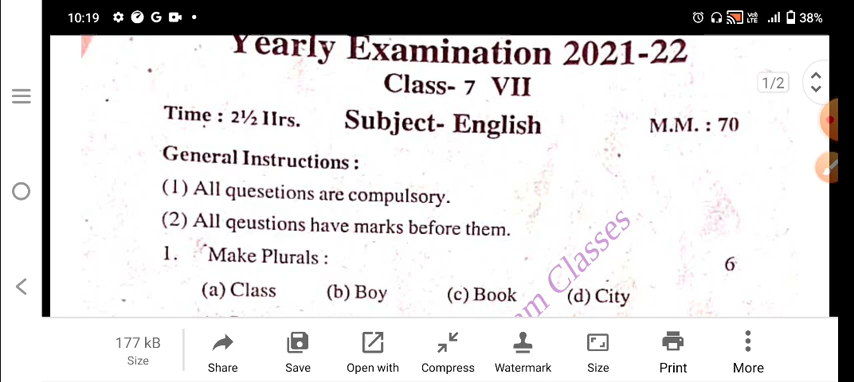 10:19 G 38%
Yearly Examination 2021-22
Class- 7 VII
1/2
Time : 2½ Hrs. Subject- English M.M. : 70
General Instructions :
(1) All quesetions are compulsory.
(2) All qeustions have marks before them.
1. Make Plurals : 6
(a) Class (b) Boy (c) Book (d) City
Classes
177 kB
Size
Share Save Open with Compress Watermark Size Print More